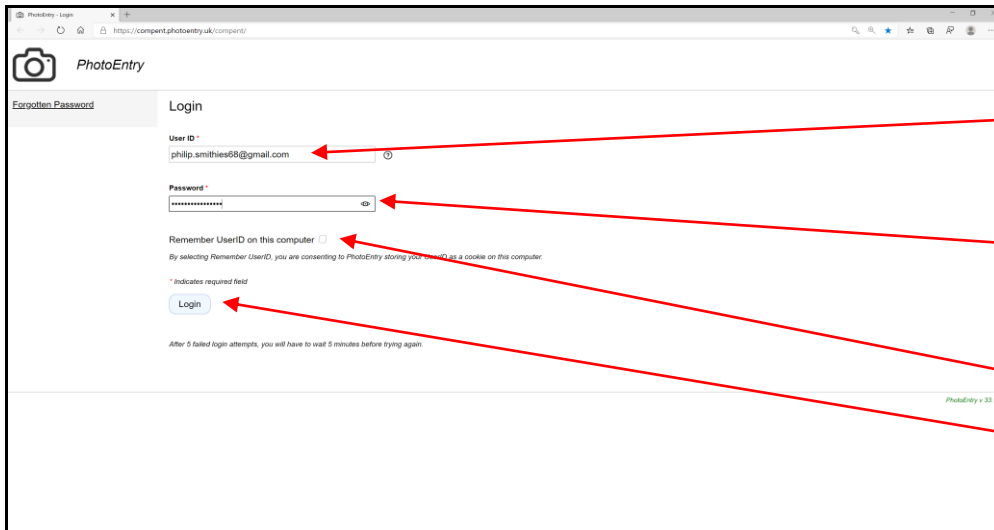 PhotoEntry - Login
https://compent.photoentry.uk/compent/
PhotoEntry
Forgotten Password
Login
User ID *
philip.smithies68@gmail.com
Password *
••••••••••••••••
Remember UserID on this computer
By selecting Remember UserID, you are consenting to PhotoEntry storing your UserID as a cookie on this computer.
* Indicates required field
Login
After 5 failed login attempts, you will have to wait 5 minutes before trying again.
PhotoEntry v 33